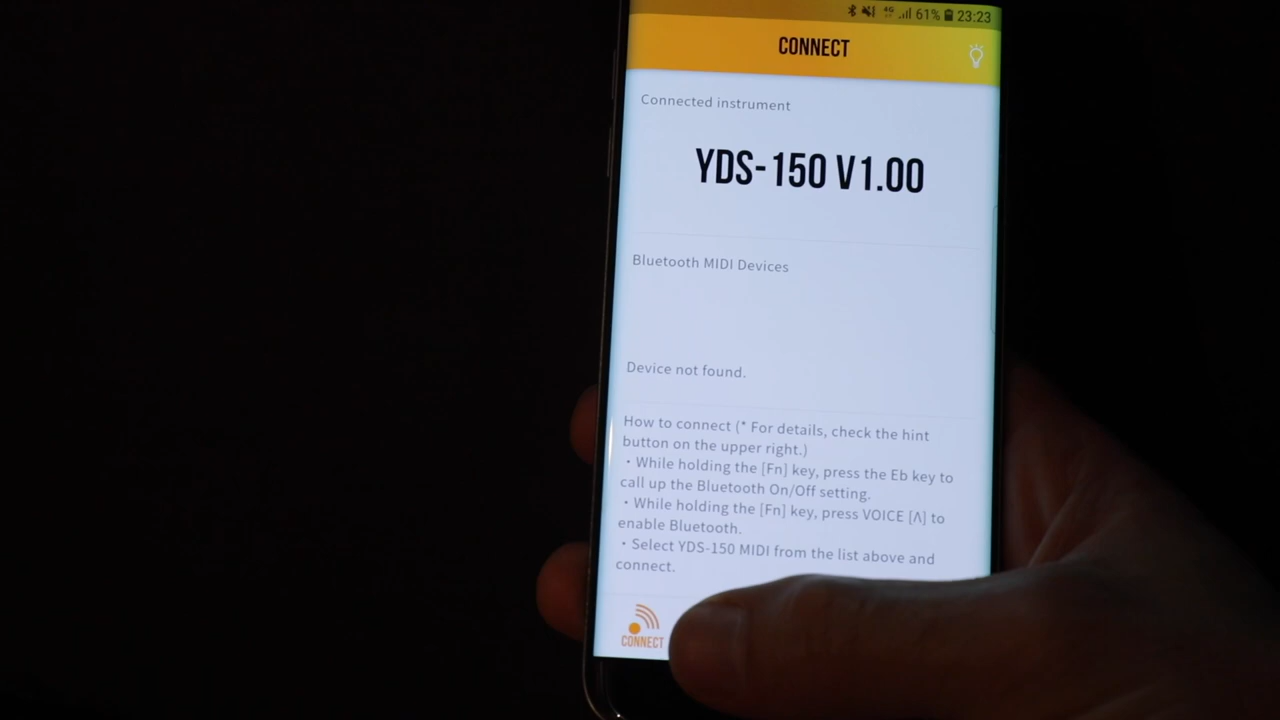 4G 61% 23:23
CONNECT
Connected instrument
YDS-150 V1.00
Bluetooth MIDI Devices
Device not found.
How to connect (* For details, check the hint
button on the upper right.)
・While holding the [Fn] key, press the Eb key to
call up the Bluetooth On/Off setting.
・While holding the [Fn] key, press VOICE [Λ] to
enable Bluetooth.
・Select YDS-150 MIDI from the list above and
connect.
CONNECT